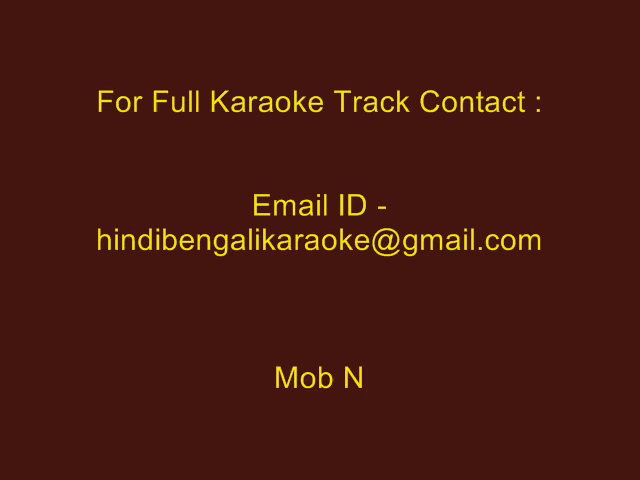 For Full Karaoke Track Contact :
Email ID -
hindibengalikaraoke@gmail.com
Mob N